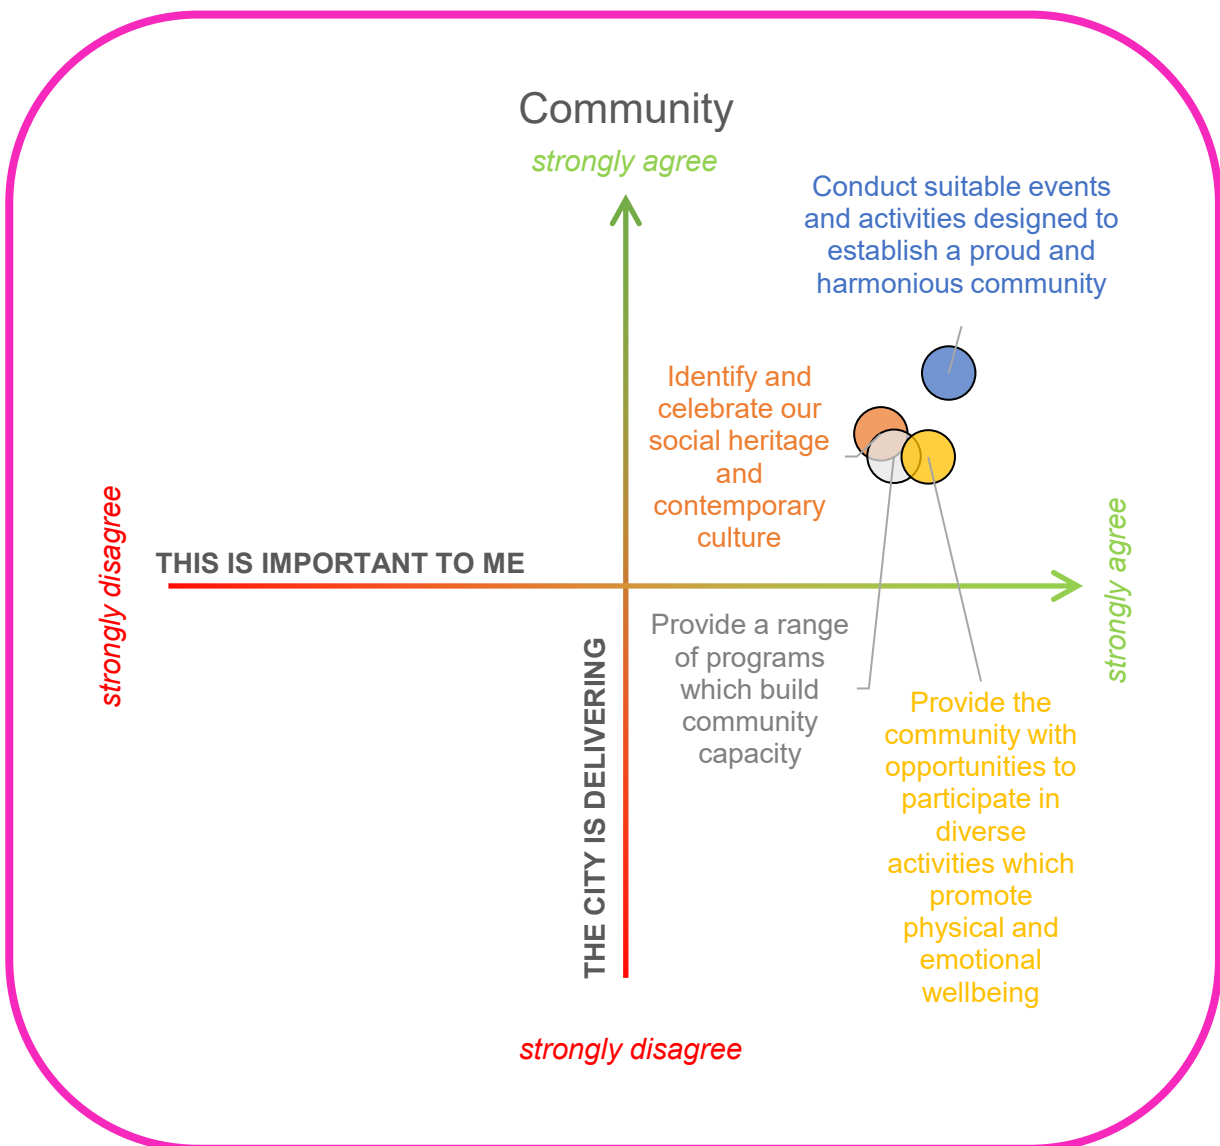 Community
strongly agree
Conduct suitable events
and activities designed to
establish a proud and
harmonious community
Identify and
celebrate our
social heritage
and
contemporary
culture
strongly disagree
THIS IS IMPORTANT TO ME
strongly agree
THE CITY IS DELIVERING
Provide a range
of programs
which build
community
capacity
Provide the
community with
opportunities to
participate in
diverse
activities which
promote
physical and
emotional
wellbeing
strongly disagree